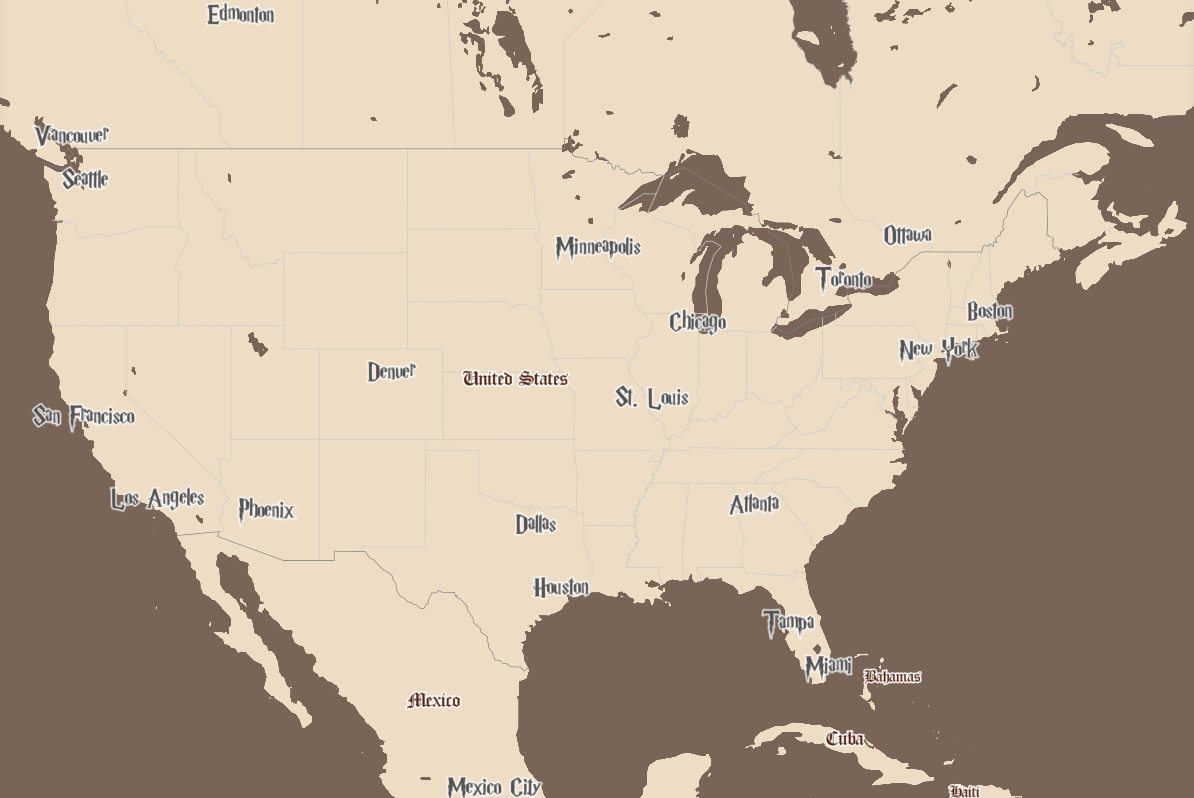 Edmonton
Vancouver
Seattle
Ottawa
Minneapolis
Toronto
Boston
Chicago
New York
Denver
United States
St. Louis
San Francisco
Los Angeles
Phoenix
Atlanta
Dallas
Houston
Tampa
Miami
Bahamas
Mexico
Cuba
Mexico City
Haiti